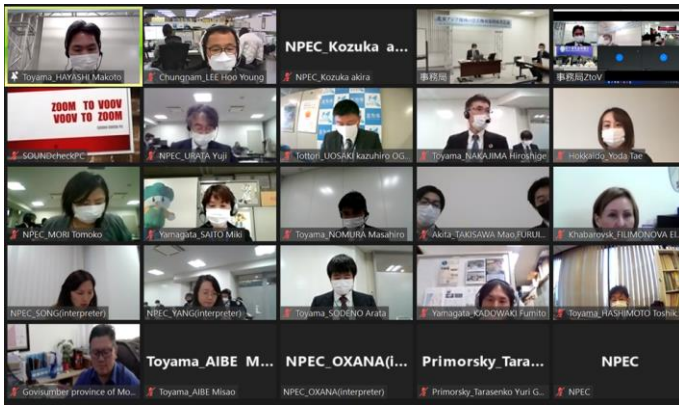 Toyama_HAYASHI Makoto
Chungnam_LEE Hoo Young
NPEC_Kozuka a...
NPEC_Kozuka akira
事務局
事務局ZtoV
ZOOM TO VOOV
VOOV TO ZOOM
SOUNDcheckPC
NPEC_URATA Yuji
Tottori_UOSAKI kazuhiro OG...
Toyama_NAKAJIMA Hiroshige
Hokkaido_Yoda Tae
NPEC_MORI Tomoko
Yamagata_SAITO Miki
Toyama_NOMURA Masahiro
Akita_TAKISAWA Mao,FURUI...
Khabarovsk_FILIMONOVA El...
NPEC_SONG(interpreter)
NPEC_YANG(interpreter)
Toyama_SODENO Arata
Yamagata_KADOWAKI Fumito
Toyama_HASHIMOTO Toshik...
Govisumber province of Mo...
Toyama_AIBE M...
Toyama_AIBE Misao
NPEC_OXANA(i...
NPEC_OXANA(interpreter)
Primorsky_Tara...
Primorsky_Tarasenko Yuri G...
NPEC
NPEC